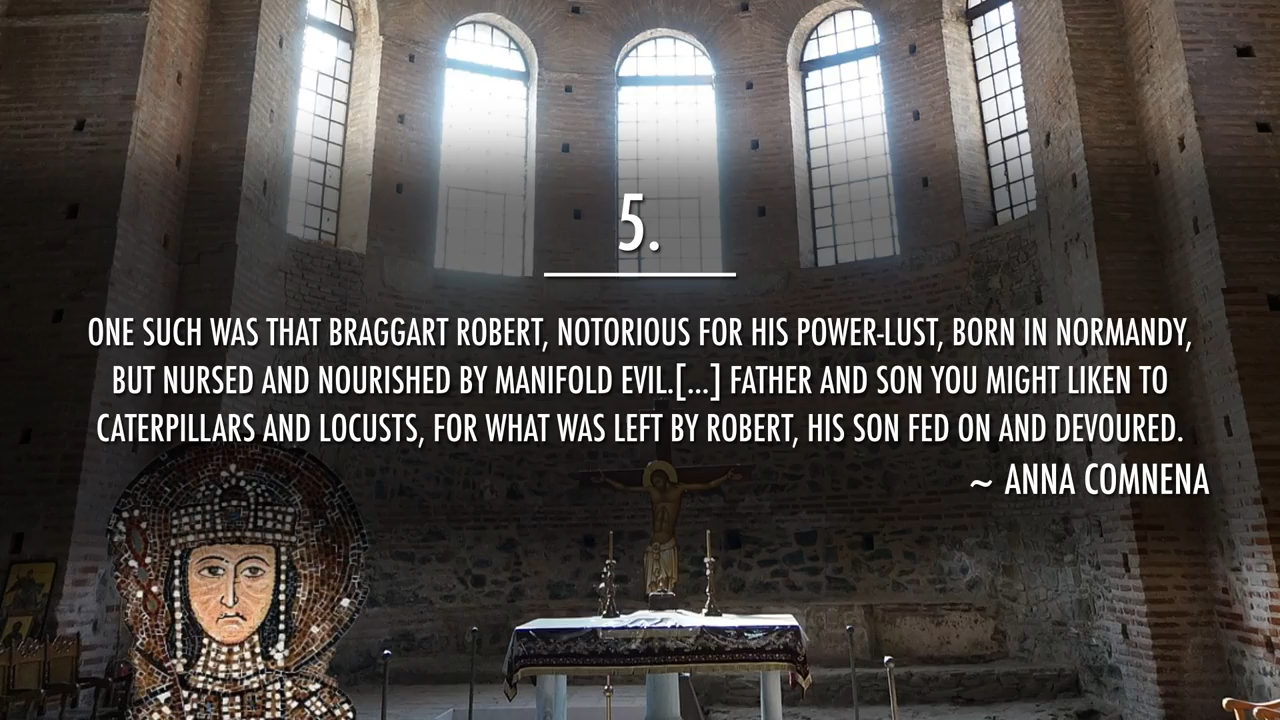 5.
ONE SUCH WAS THAT BRAGGART ROBERT, NOTORIOUS FOR HIS POWER-LUST, BORN IN NORMANDY,
BUT NURSED AND NOURISHED BY MANIFOLD EVIL.[...] FATHER AND SON YOU MIGHT LIKEN TO
CATERPILLARS AND LOCUSTS, FOR WHAT WAS LEFT BY ROBERT, HIS SON FED ON AND DEVOURED.
~ ANNA COMNENA